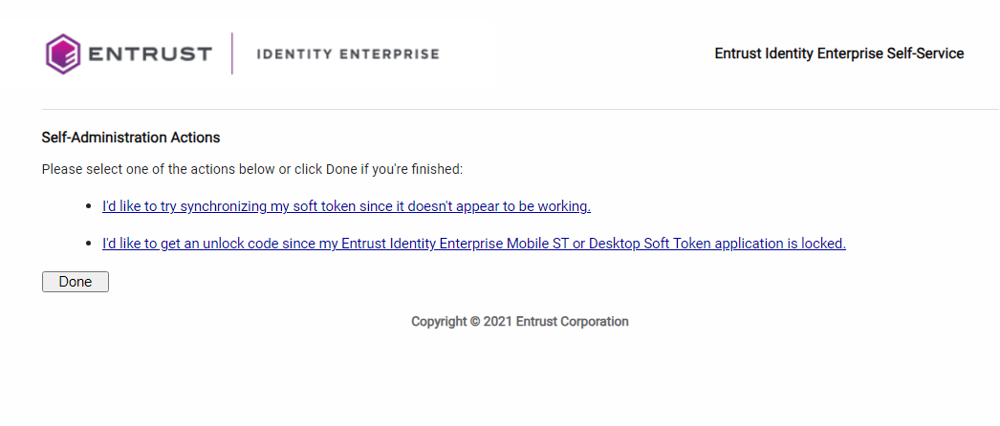 ENTRUST IDENTITY ENTERPRISE
Entrust Identity Enterprise Self-Service
Self-Administration Actions
Please select one of the actions below or click Done if you're finished:
I'd like to try synchronizing my soft token since it doesn't appear to be working.
I'd like to get an unlock code since my Entrust Identity Enterprise Mobile ST or Desktop Soft Token application is locked.
Done
Copyright © 2021 Entrust Corporation